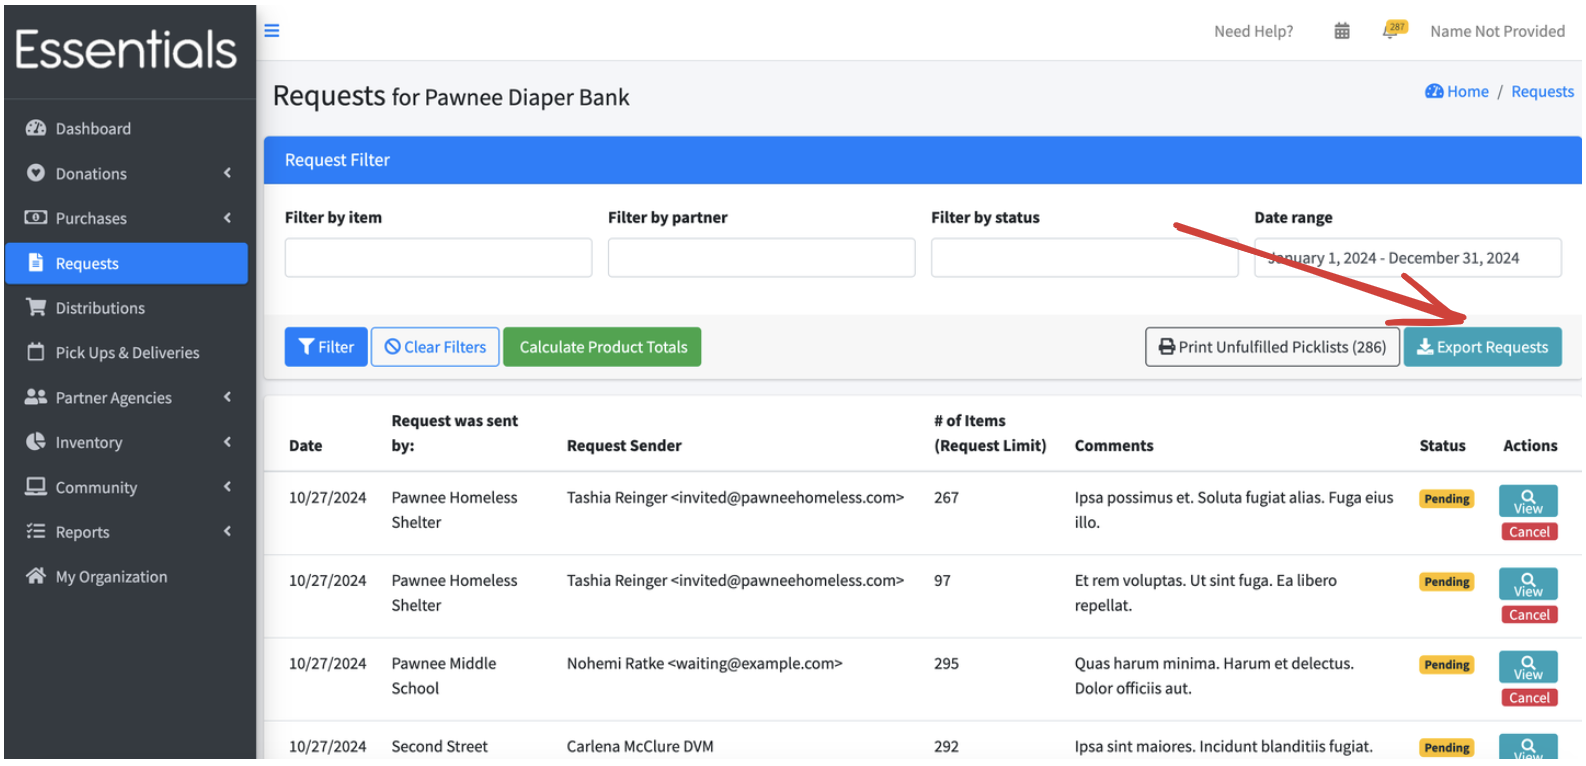 Essentials
Need Help?
287
Name Not Provided
Requests for Pawnee Diaper Bank
Home / Requests
Dashboard
Donations
Purchases
Requests
Distributions
Pick Ups & Deliveries
Partner Agencies
Inventory
Community
Reports
My Organization
Request Filter
Filter by item
Filter by partner
Filter by status
Date range
January 1, 2024 - December 31, 2024
Filter
Clear Filters
Calculate Product Totals
Print Unfulfilled Picklists (286)
Export Requests
Date
Request was sent
by:
Request Sender
# of Items
(Request Limit)
Comments
Status
Actions
10/27/2024
Pawnee Homeless
Shelter
Tashia Reinger <invited@pawneehomeless.com>
267
Ipsa possimus et. Soluta fugiat alias. Fuga eius
illo.
Pending
View
Cancel
10/27/2024
Pawnee Homeless
Shelter
Tashia Reinger <invited@pawneehomeless.com>
97
Et rem voluptas. Ut sint fuga. Ea libero
repellat.
Pending
View
Cancel
10/27/2024
Pawnee Middle
School
Nohemi Ratke <waiting@example.com>
295
Quas harum minima. Harum et delectus.
Dolor officiis aut.
Pending
View
Cancel
10/27/2024
Second Street
Carlena McClure DVM
292
Ipsa sint maiores. Incidunt blanditiis fugiat.
Pending
View